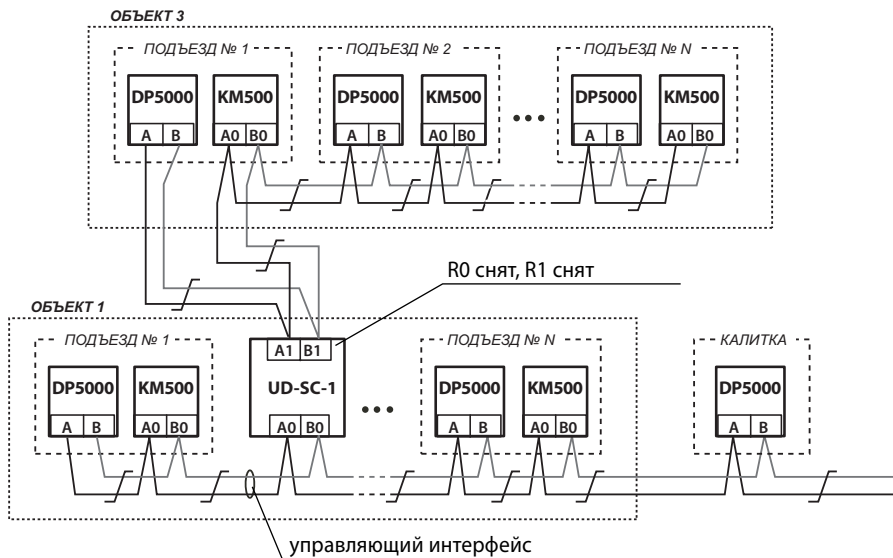 ОБЪЕКТ 3
ПОДЪЕЗД № 1 ПОДЪЕЗД № 2 ПОДЪЕЗД № N
DP5000 KM500 DP5000 KM500 DP5000 KM500
A B A0 B0 A B A0 B0 A B A0 B0
R0 снят, R1 снят
ОБЪЕКТ 1
ПОДЪЕЗД № 1 A1 B1 ПОДЪЕЗД № N КАЛИТКА
DP5000 KM500 UD-SC-1 DP5000 KM500 DP5000
A B A0 B0 A0 B0 A B A0 B0 A B
управляющий интерфейс